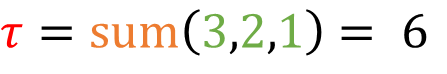 τ = sum(3,2,1) = 6